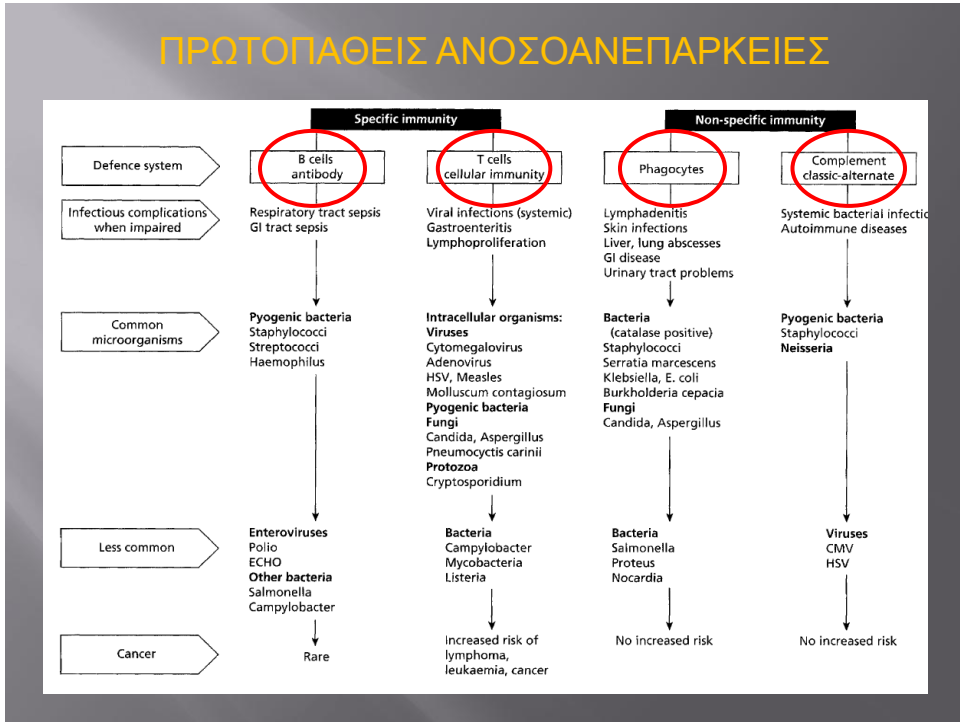 ΠΡΩΤΟΠΑΘΕΙΣ ΑΝΟΣΟΑΝΕΠΑΡΚΕΙΕΣ
Specific immunity
Non-specific immunity
Defence system
B cells
antibody
T cells
cellular immunity
Phagocytes
Complement
classic-alternate
Infectious complications
when impaired
Respiratory tract sepsis
GI tract sepsis
Viral infections (systemic)
Gastroenteritis
Lymphoproliferation
Lymphadenitis
Skin infections
Liver, lung abscesses
GI disease
Urinary tract problems
Systemic bacterial infectio
Autoimmune diseases
Common
microorganisms
Pyogenic bacteria
Staphylococci
Streptococci
Haemophilus
Intracellular organisms:
Viruses
Cytomegalovirus
Adenovirus
HSV, Measles
Molluscum contagiosum
Pyogenic bacteria
Fungi
Candida, Aspergillus
Pneumocyctis carinii
Protozoa
Cryptosporidium
Bacteria
(catalase positive)
Staphylococci
Serratia marcescens
Klebsiella, E. coli
Burkholderia cepacia
Fungi
Candida, Aspergillus
Pyogenic bacteria
Staphylococci
Neisseria
Less common
Enteroviruses
Polio
ECHO
Other bacteria
Salmonella
Campylobacter
Bacteria
Campylobacter
Mycobacteria
Listeria
Bacteria
Salmonella
Proteus
Nocardia
Viruses
CMV
HSV
Cancer
Rare
Increased risk of
lymphoma,
leukaemia, cancer
No increased risk
No increased risk